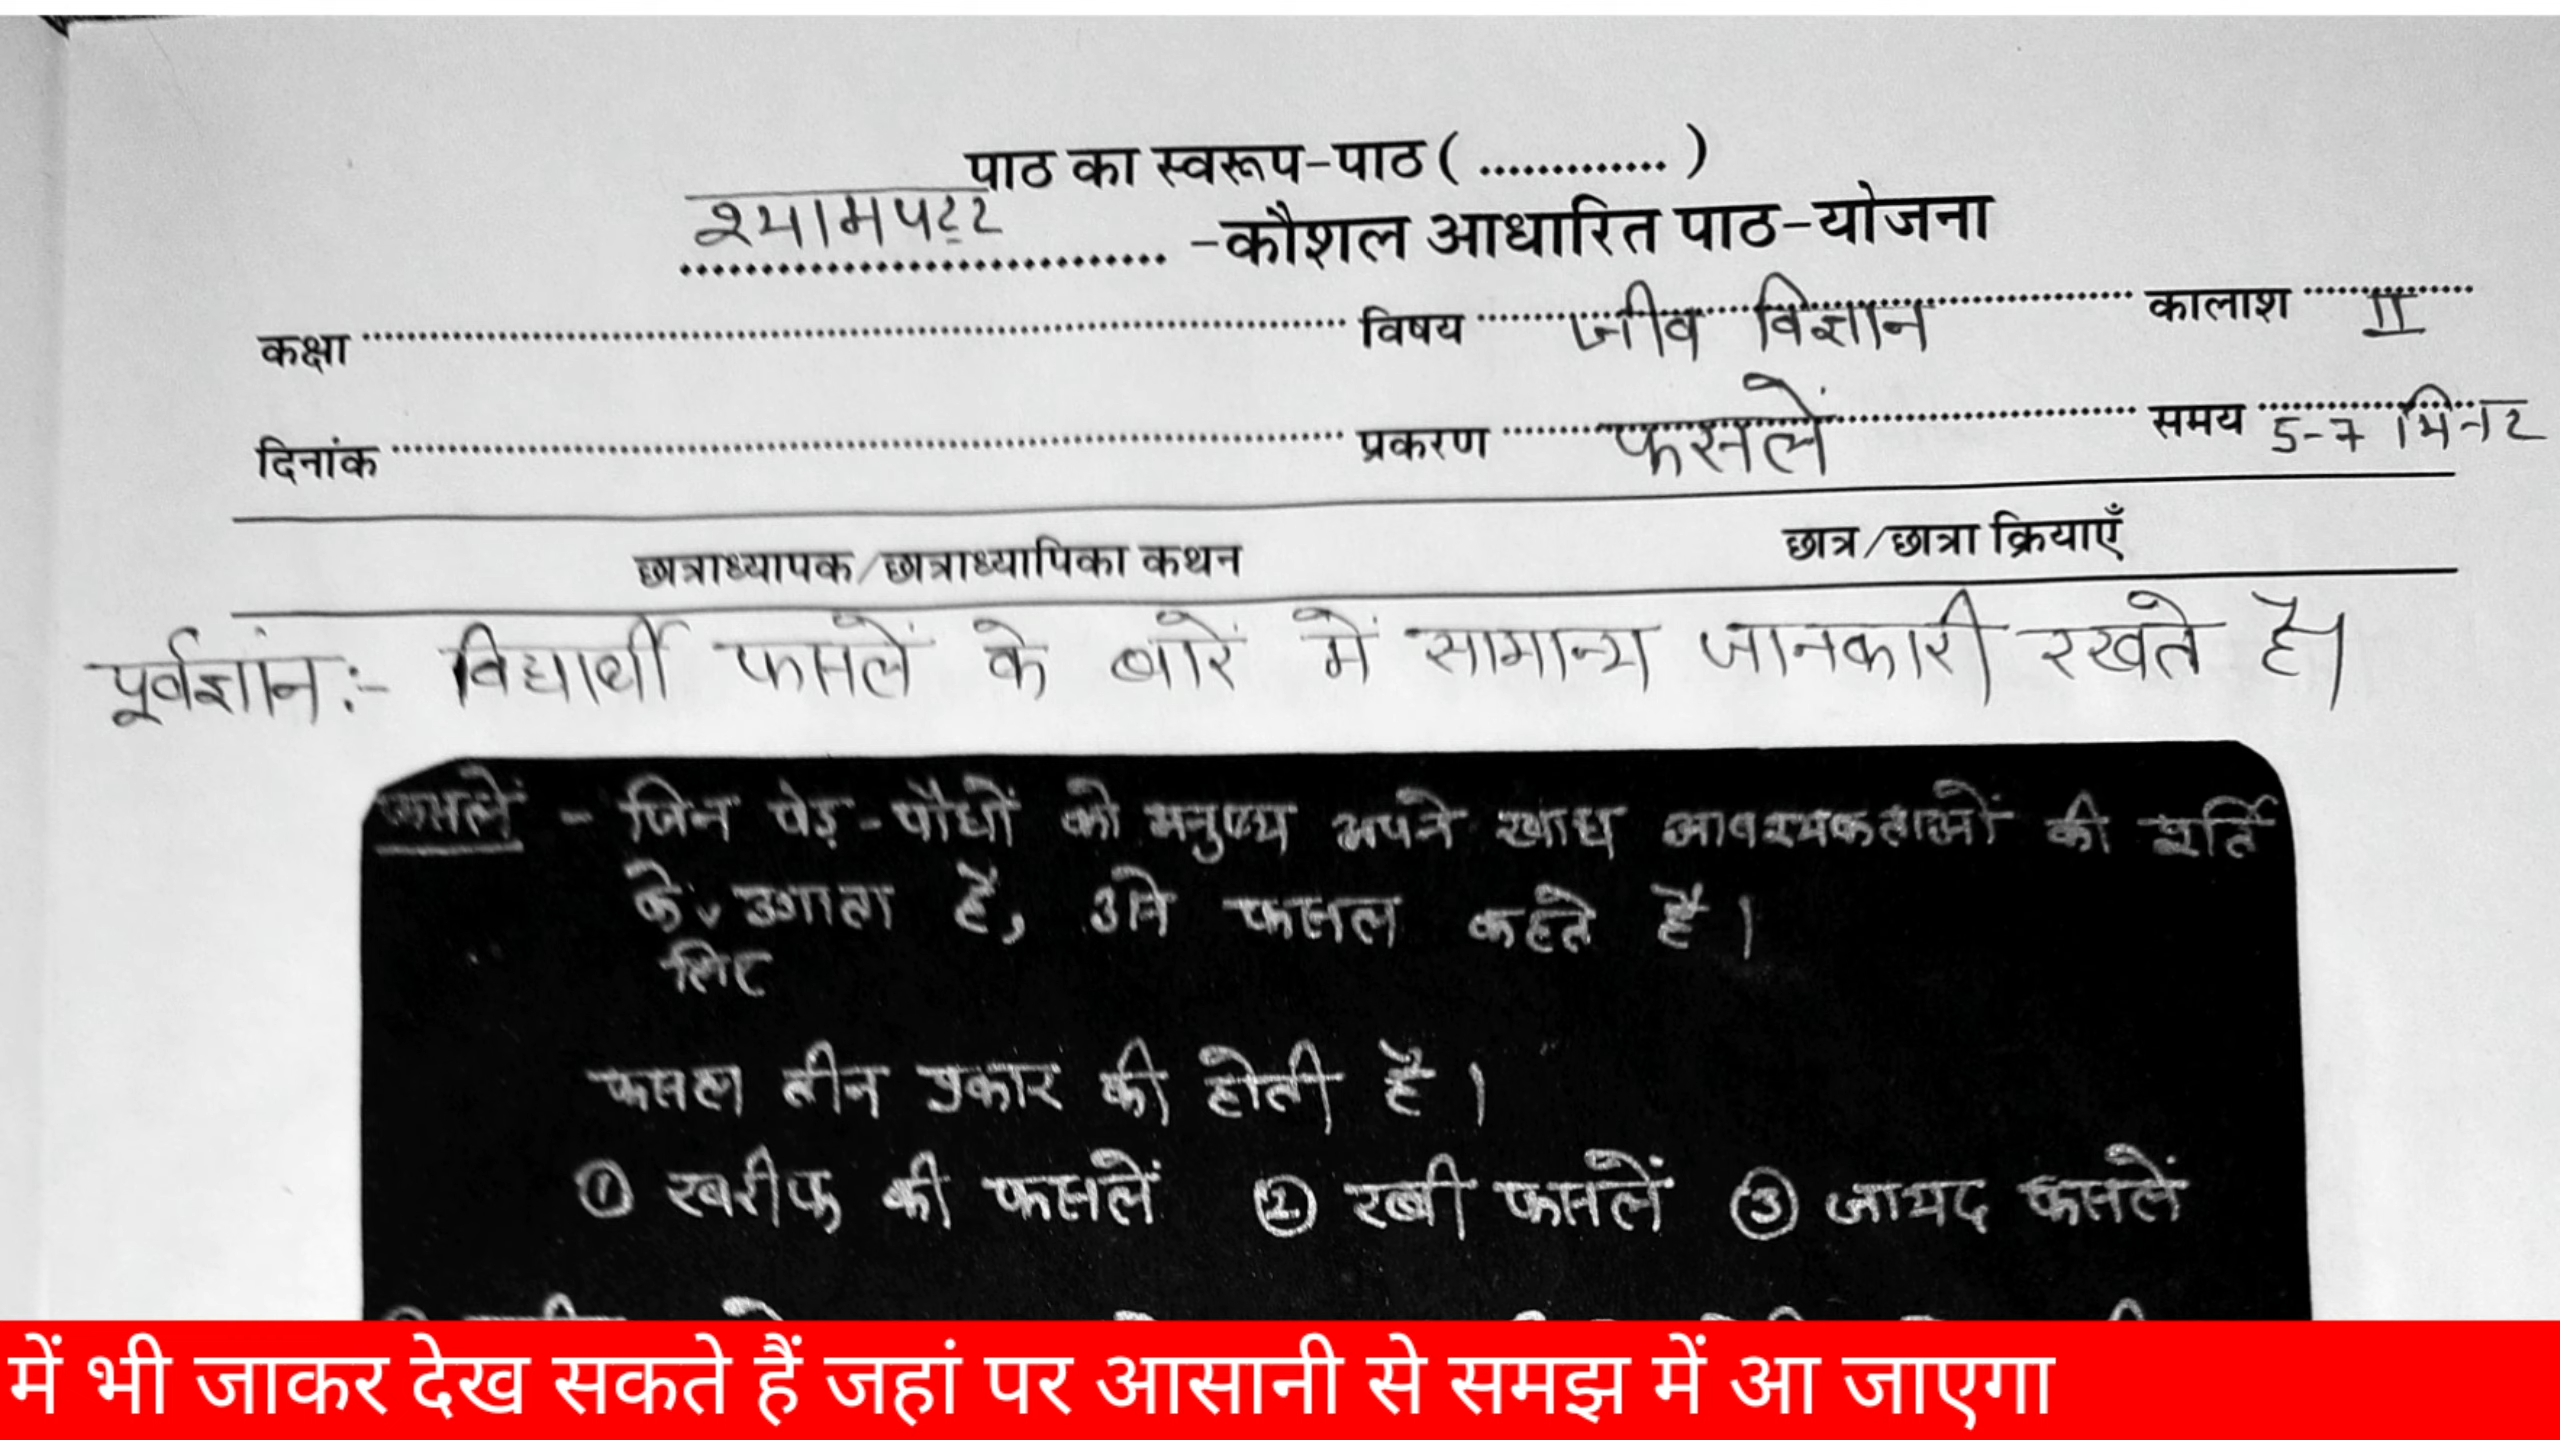 पाठ का स्वरूप-पाठ ( ............. )
श्यामपट्ट -कौशल आधारित पाठ-योजना
कक्षा विषय जीव विज्ञान कालाश II
दिनांक प्रकरण फसलें समय 5-7 मिनट
छात्राध्यापक/छात्राध्यापिका कथन छात्र/छात्रा क्रियाएँ
पूर्वज्ञान:- विद्यार्थी फसलें के बारें में सामान्य जानकारी रखते है।
फसलें - जिन पेड़-पौधों को मनुष्य अपने खाद्य आवश्यकताओं की पूर्ति
के उगाता है, उसे फसल कहते है।
लिए
फसल तीन प्रकार की होती है।
① खरीफ की फसलें ② रबी फसलें ③ जायद फसलें
में भी जाकर देख सकते हैं जहां पर आसानी से समझ में आ जाएगा